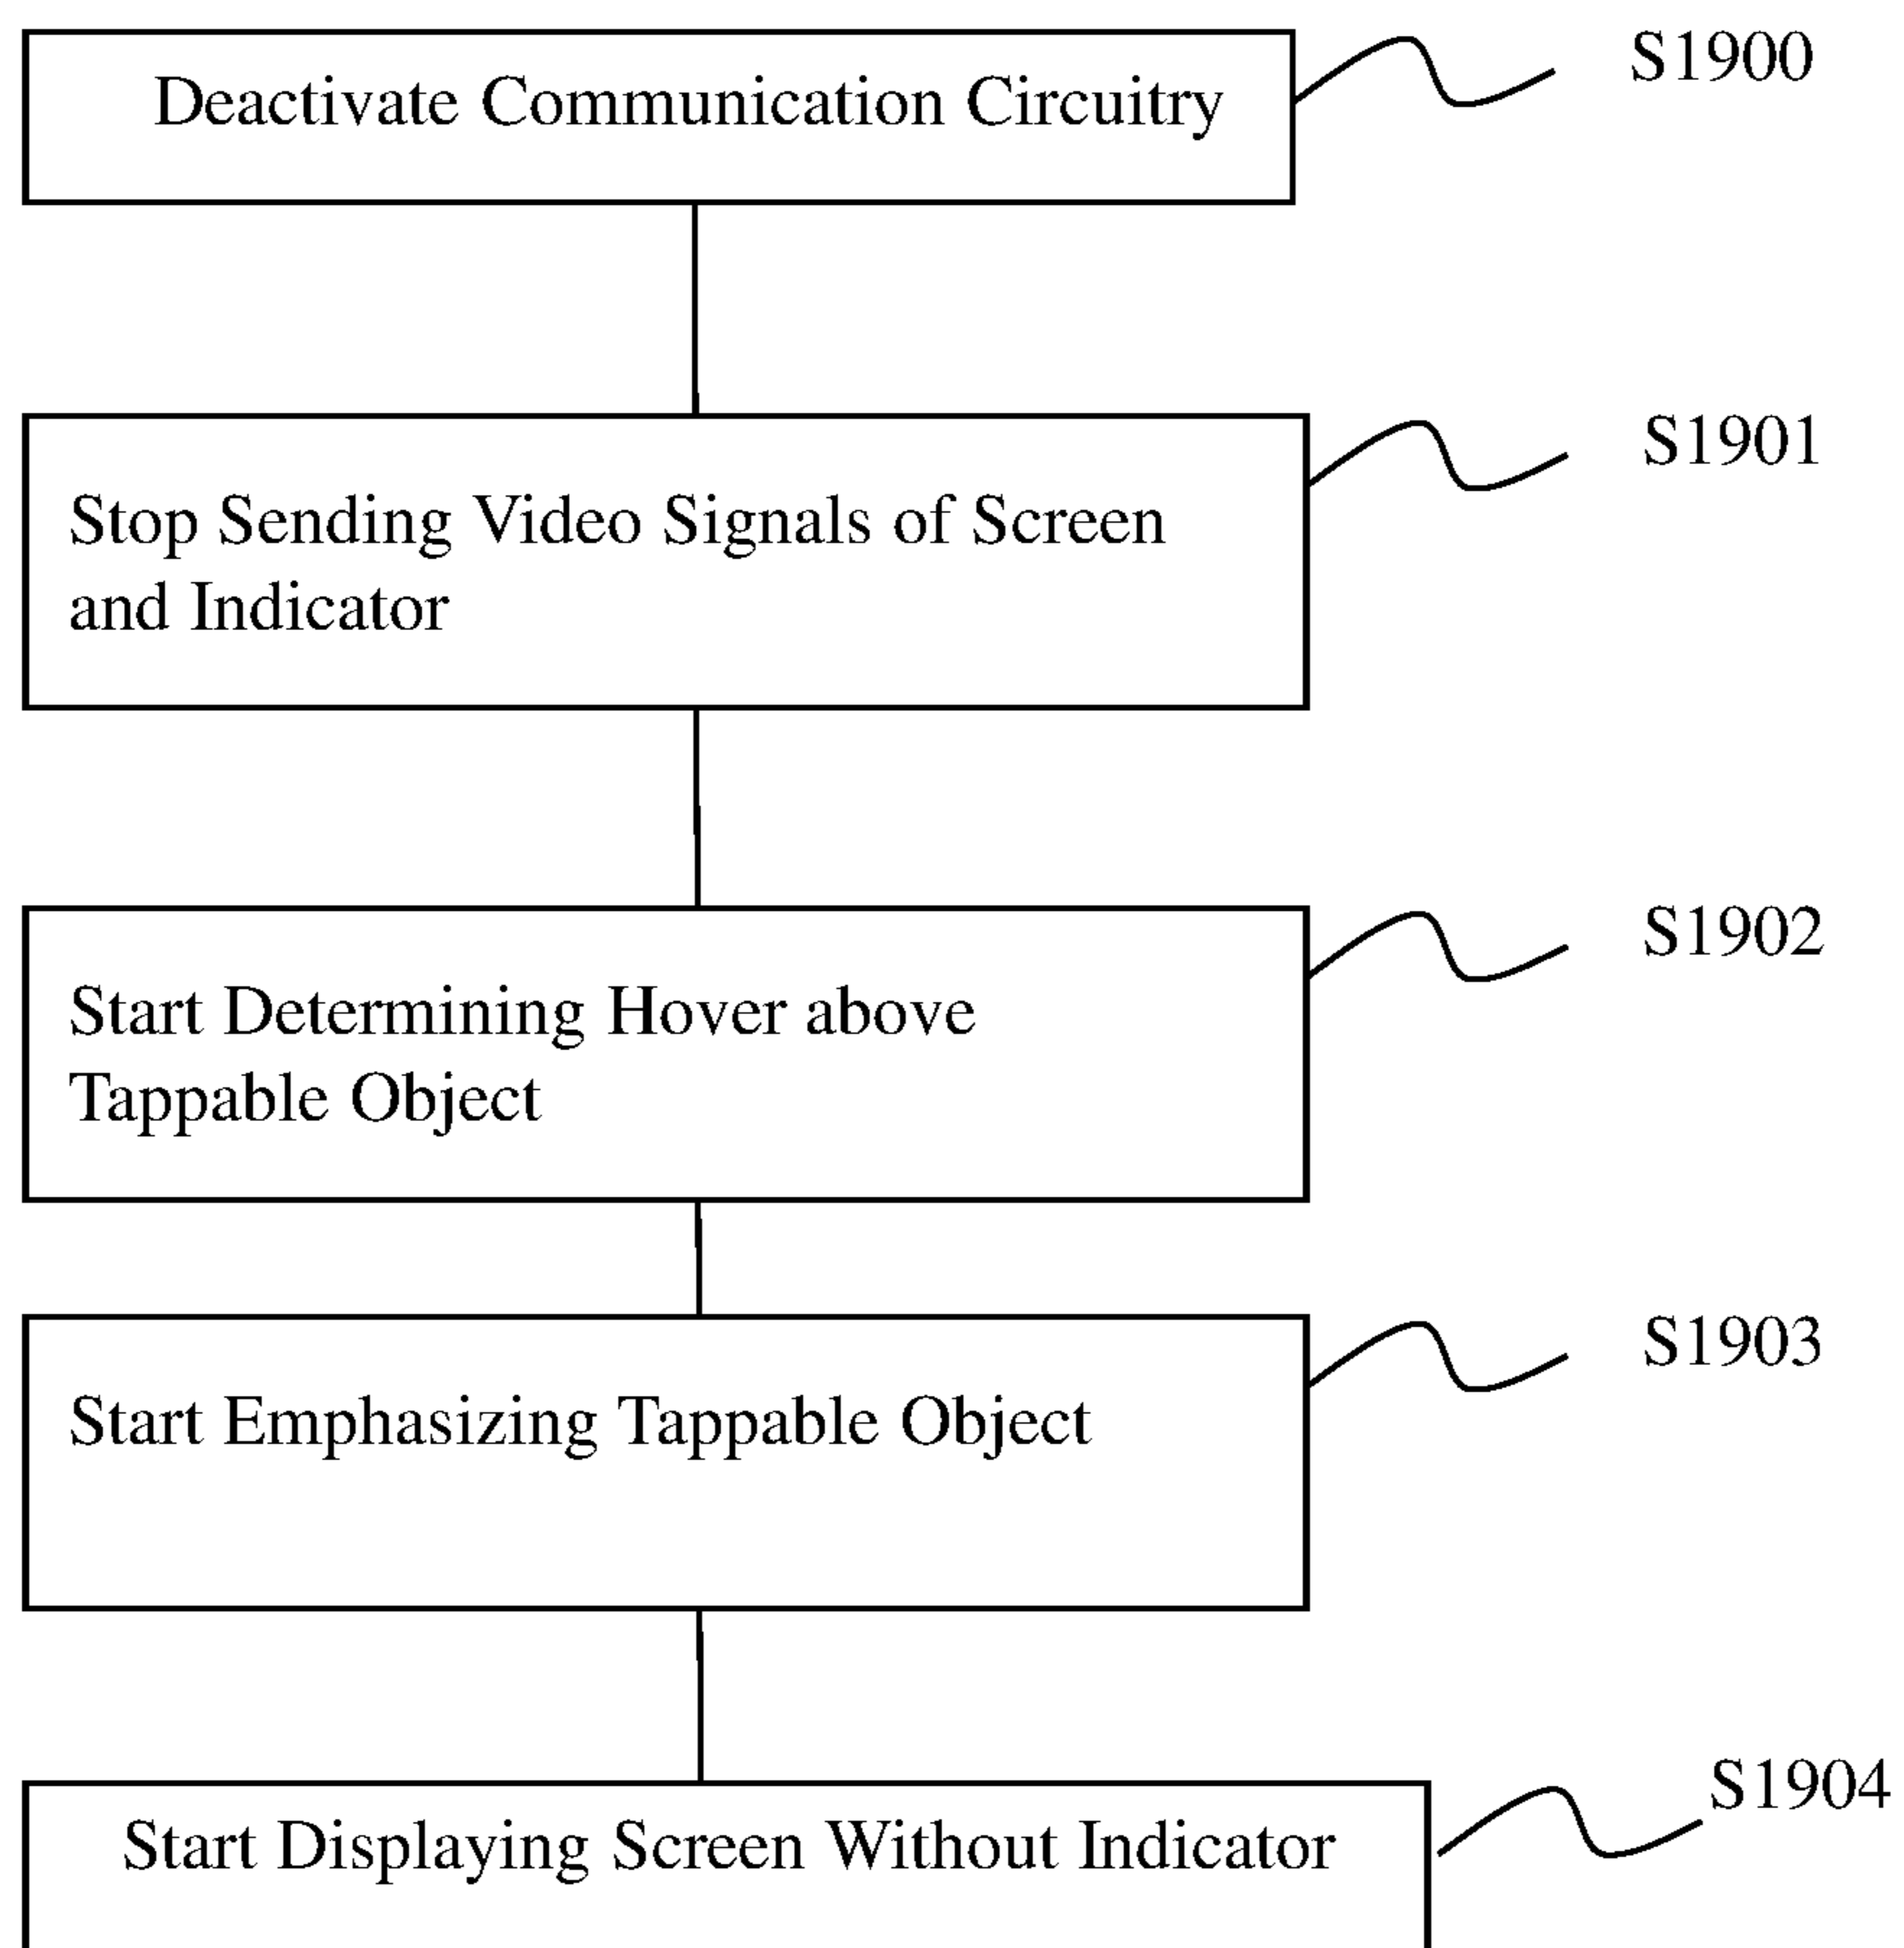 Deactivate Communication Circuitry
S1900
Stop Sending Video Signals of Screen
and Indicator
S1901
Start Determining Hover above
Tappable Object
S1902
Start Emphasizing Tappable Object
S1903
Start Displaying Screen Without Indicator
S1904